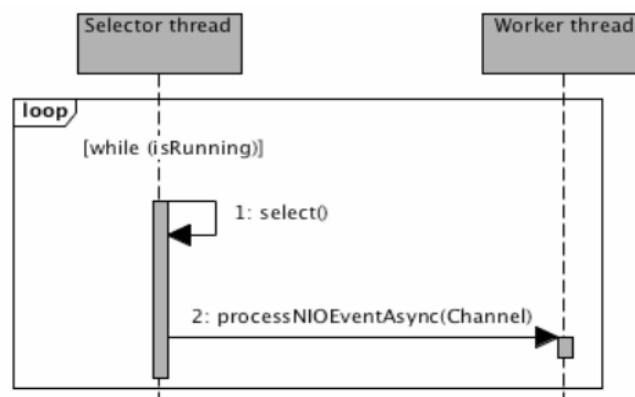 Selector thread
Worker thread
loop
[while (isRunning)]
1: select()
2: processNIOEventAsync(Channel)